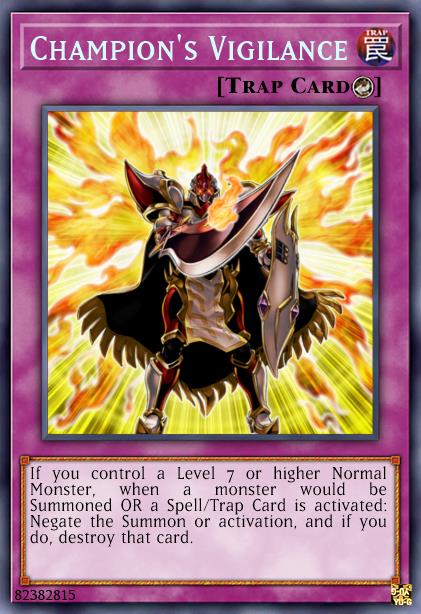 CHAMPION'S VIGILANCE
TRAP
罠
[TRAP CARD]
If you control a Level 7 or higher Normal
Monster, when a monster would be
Summoned OR a Spell/Trap Card is activated:
Negate the Summon or activation, and if you
do, destroy that card.
82382815